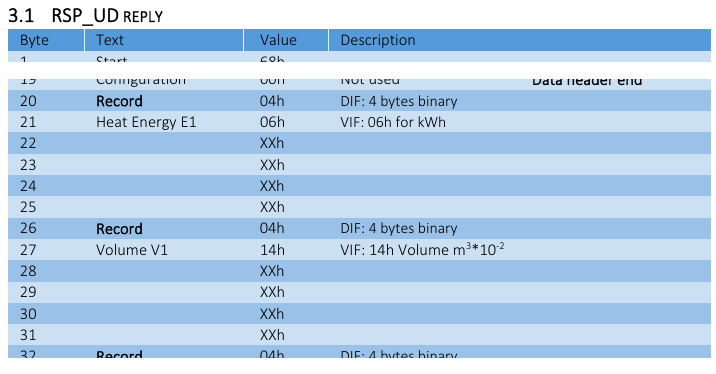 3.1 RSP_UD REPLY
Byte Text Value Description
1 Start 68h
19 Configuration 00h Not used Data header end
20 Record 04h DIF: 4 bytes binary
21 Heat Energy E1 06h VIF: 06h for kWh
22 XXh
23 XXh
24 XXh
25 XXh
26 Record 04h DIF: 4 bytes binary
27 Volume V1 14h VIF: 14h Volume m³*10⁻²
28 XXh
29 XXh
30 XXh
31 XXh
32 Record 04h DIF: 4 bytes binary